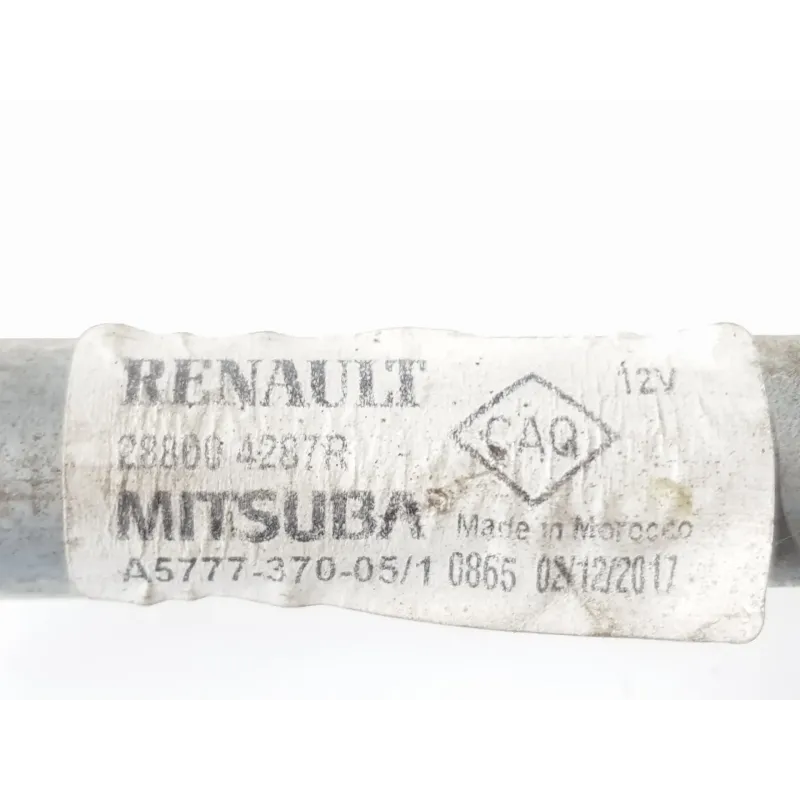 RENAULT
12V
CAQ
28800 4287R
MITSUBA
Made in Morocco
A5777-370-05/1 0865 02/12/2017